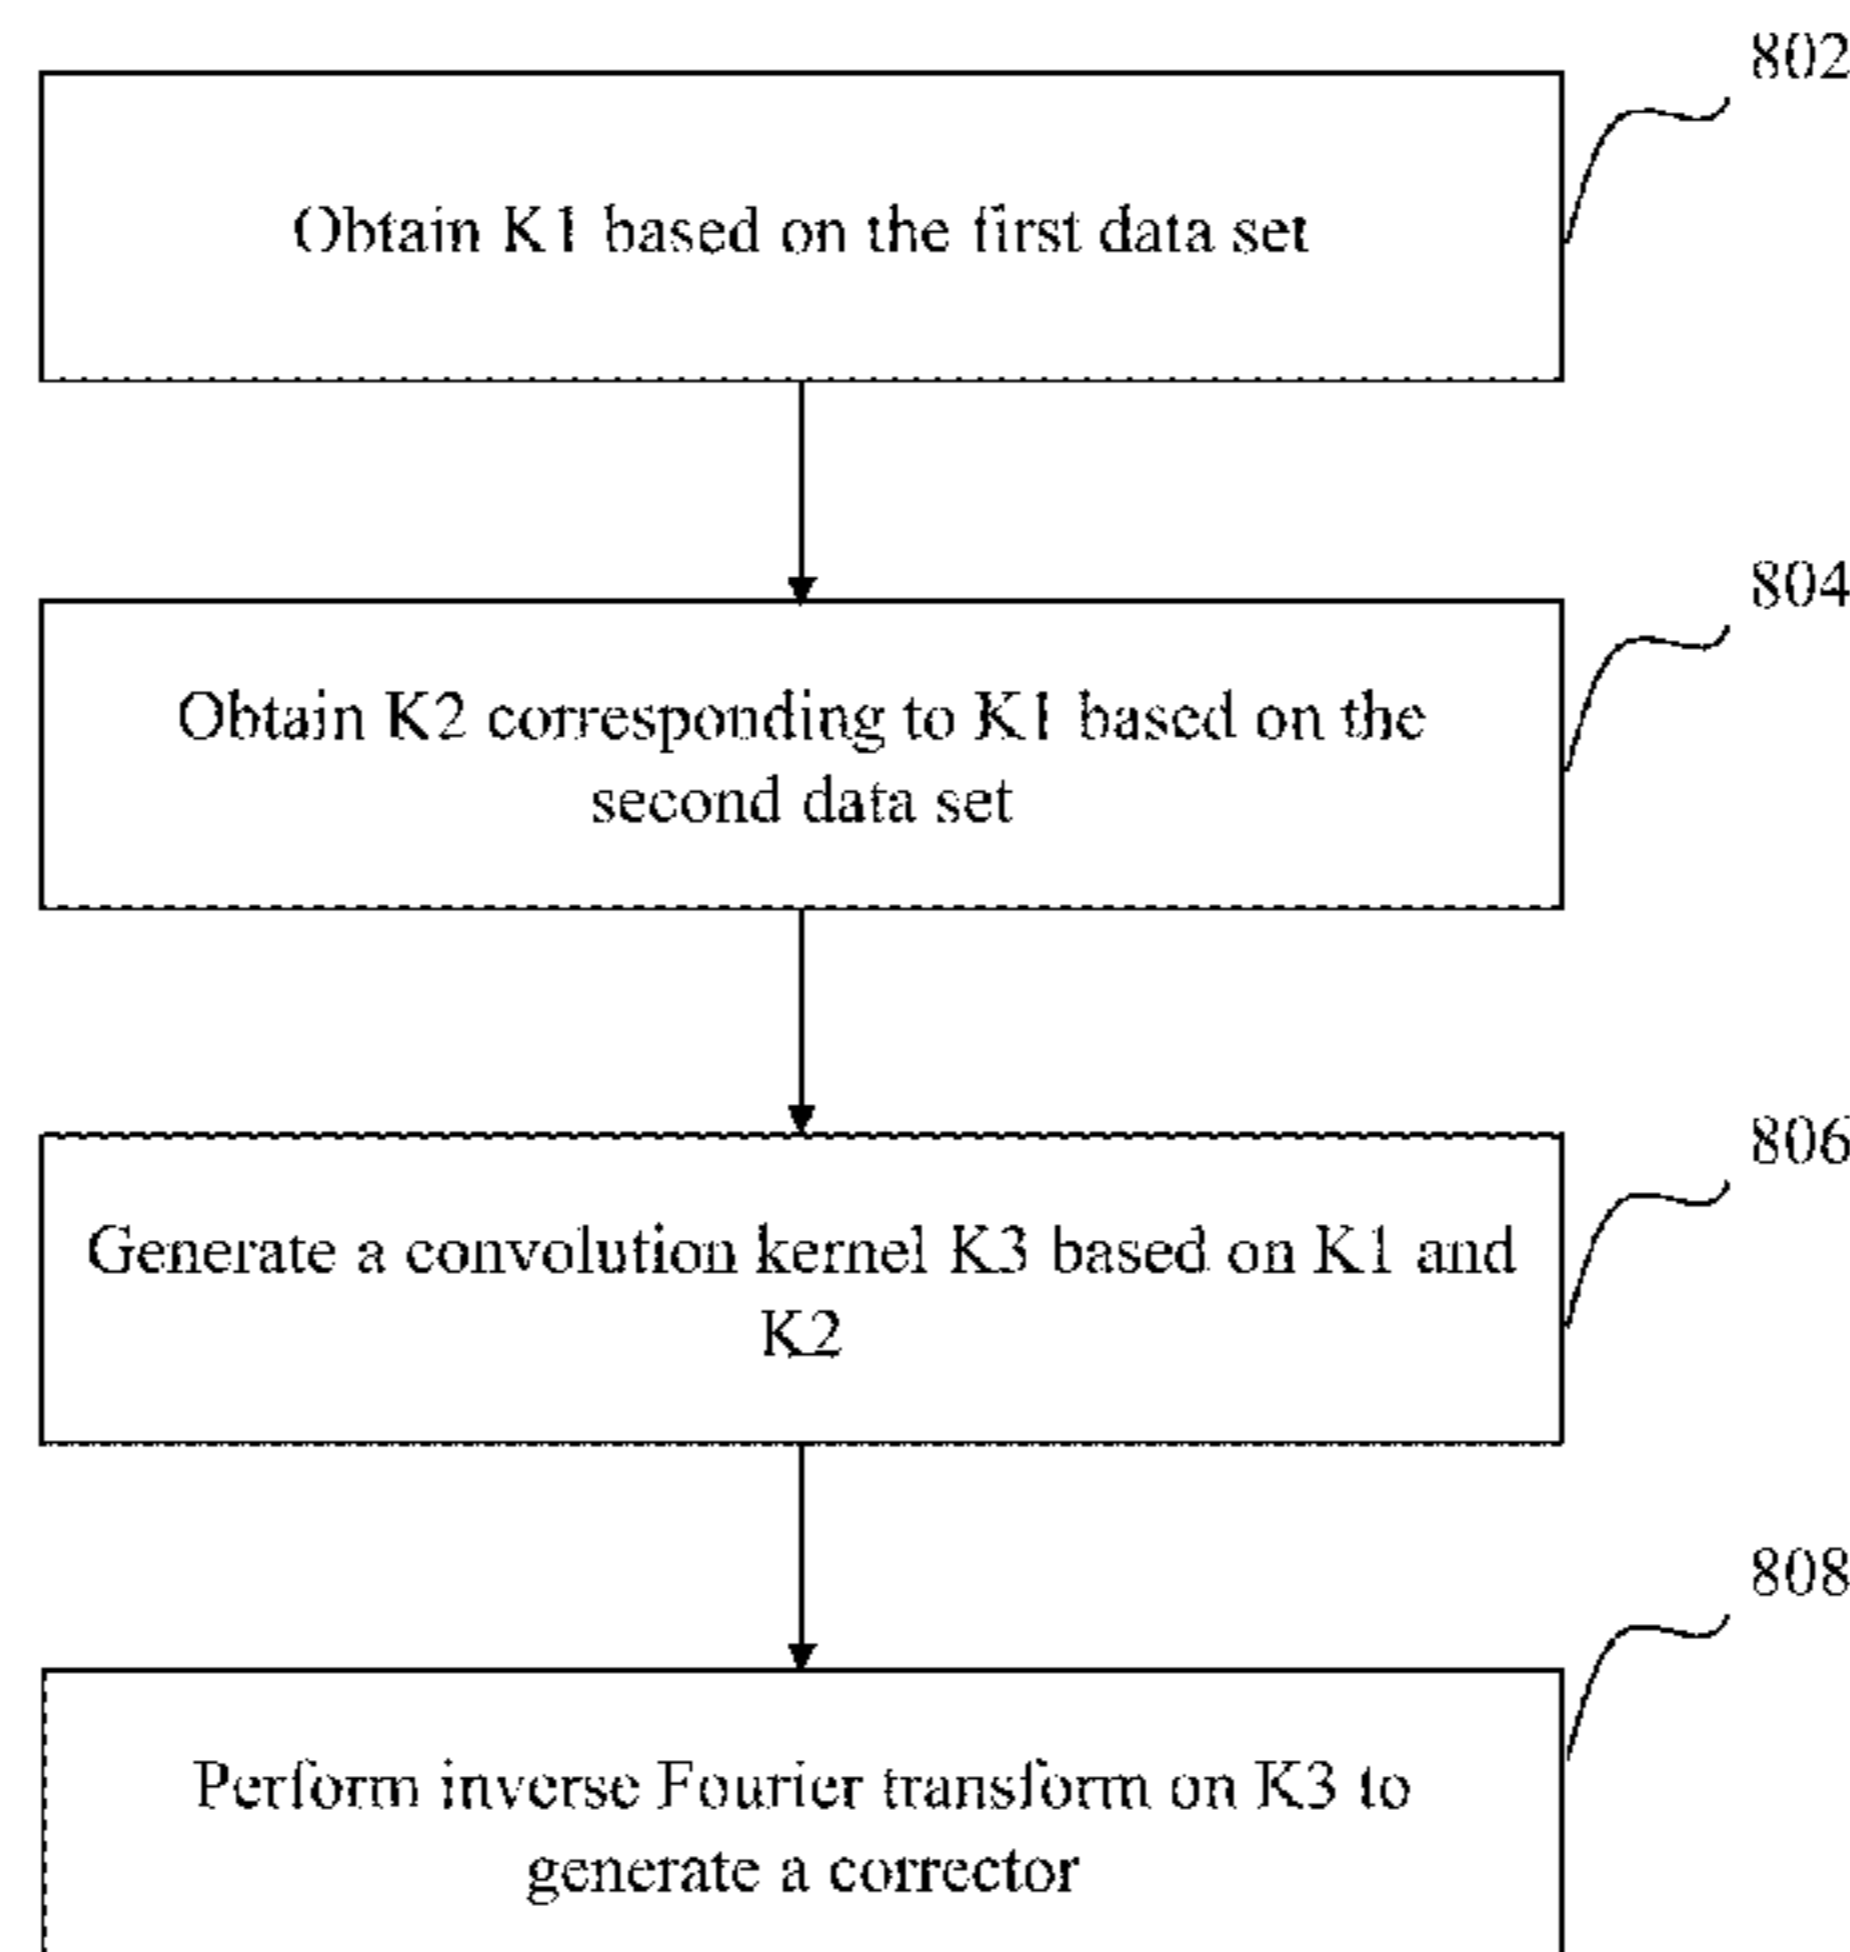 802
Obtain K1 based on the first data set
804
Obtain K2 corresponding to K1 based on the
second data set
806
Generate a convolution kernel K3 based on K1 and
K2
808
Perform inverse Fourier transform on K3 to
generate a corrector